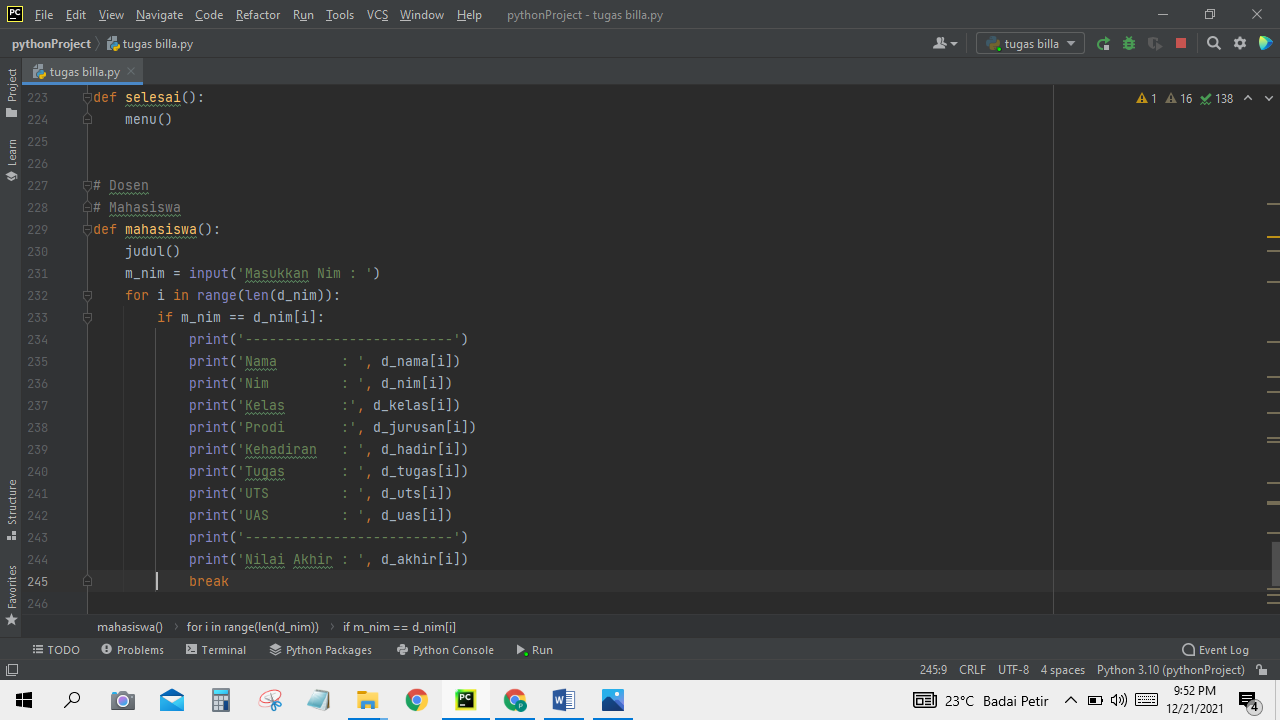 PC File Edit View Navigate Code Refactor Run Tools VCS Window Help pythonProject - tugas billa.py
pythonProject tugas billa.py tugas billa
tugas billa.py
Project
Learn
Structure
Favorites
1 16 138
223 def selesai():
224 menu()
225
226
227 # Dosen
228 # Mahasiswa
229 def mahasiswa():
230 judul()
231 m_nim = input('Masukkan Nim : ')
232 for i in range(len(d_nim)):
233 if m_nim == d_nim[i]:
234 print('--------------------------')
235 print('Nama        : ', d_nama[i])
236 print('Nim         : ', d_nim[i])
237 print('Kelas       :', d_kelas[i])
238 print('Prodi       :', d_jurusan[i])
239 print('Kehadiran   : ', d_hadir[i])
240 print('Tugas       : ', d_tugas[i])
241 print('UTS         : ', d_uts[i])
242 print('UAS         : ', d_uas[i])
243 print('--------------------------')
244 print('Nilai Akhir : ', d_akhir[i])
245 break
246
mahasiswa() for i in range(len(d_nim)) if m_nim == d_nim[i]
TODO Problems Terminal Python Packages Python Console Run Event Log
245:9 CRLF UTF-8 4 spaces Python 3.10 (pythonProject)
23°C Badai Petir 9:52 PM
12/21/2021 4